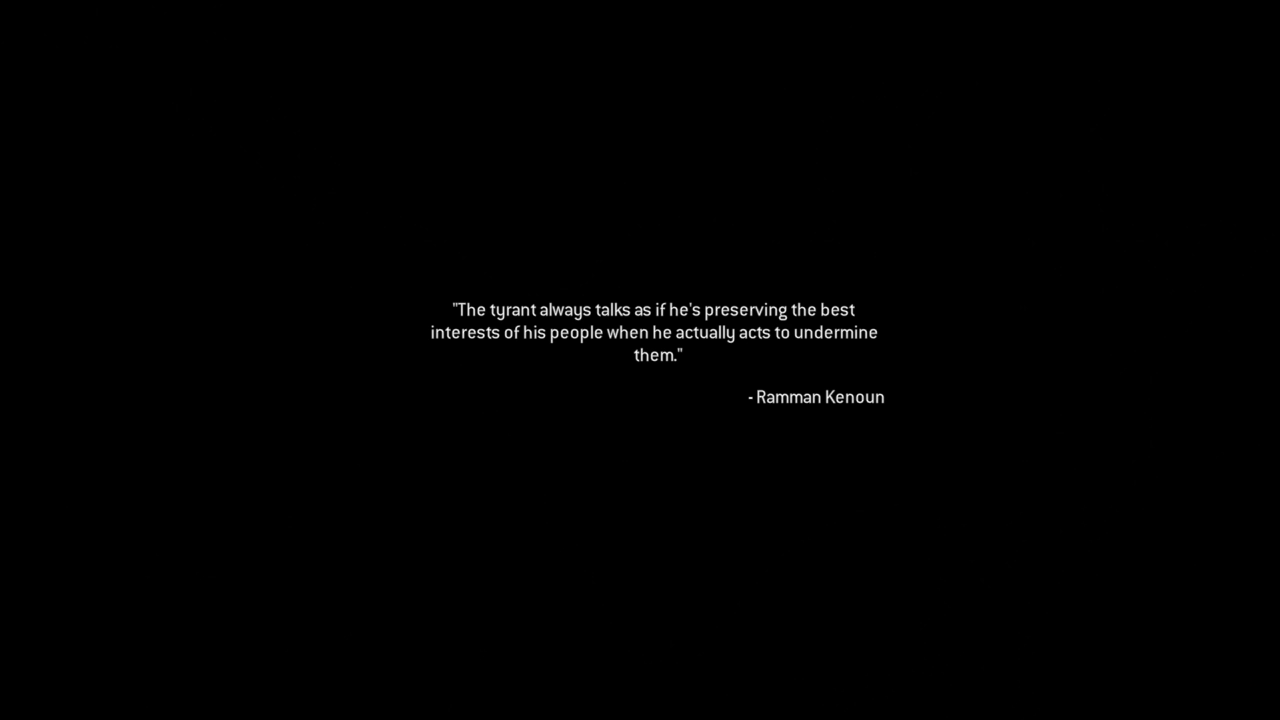 "The tyrant always talks as if he's preserving the best
interests of his people when he actually acts to undermine
them."
- Ramman Kenoun